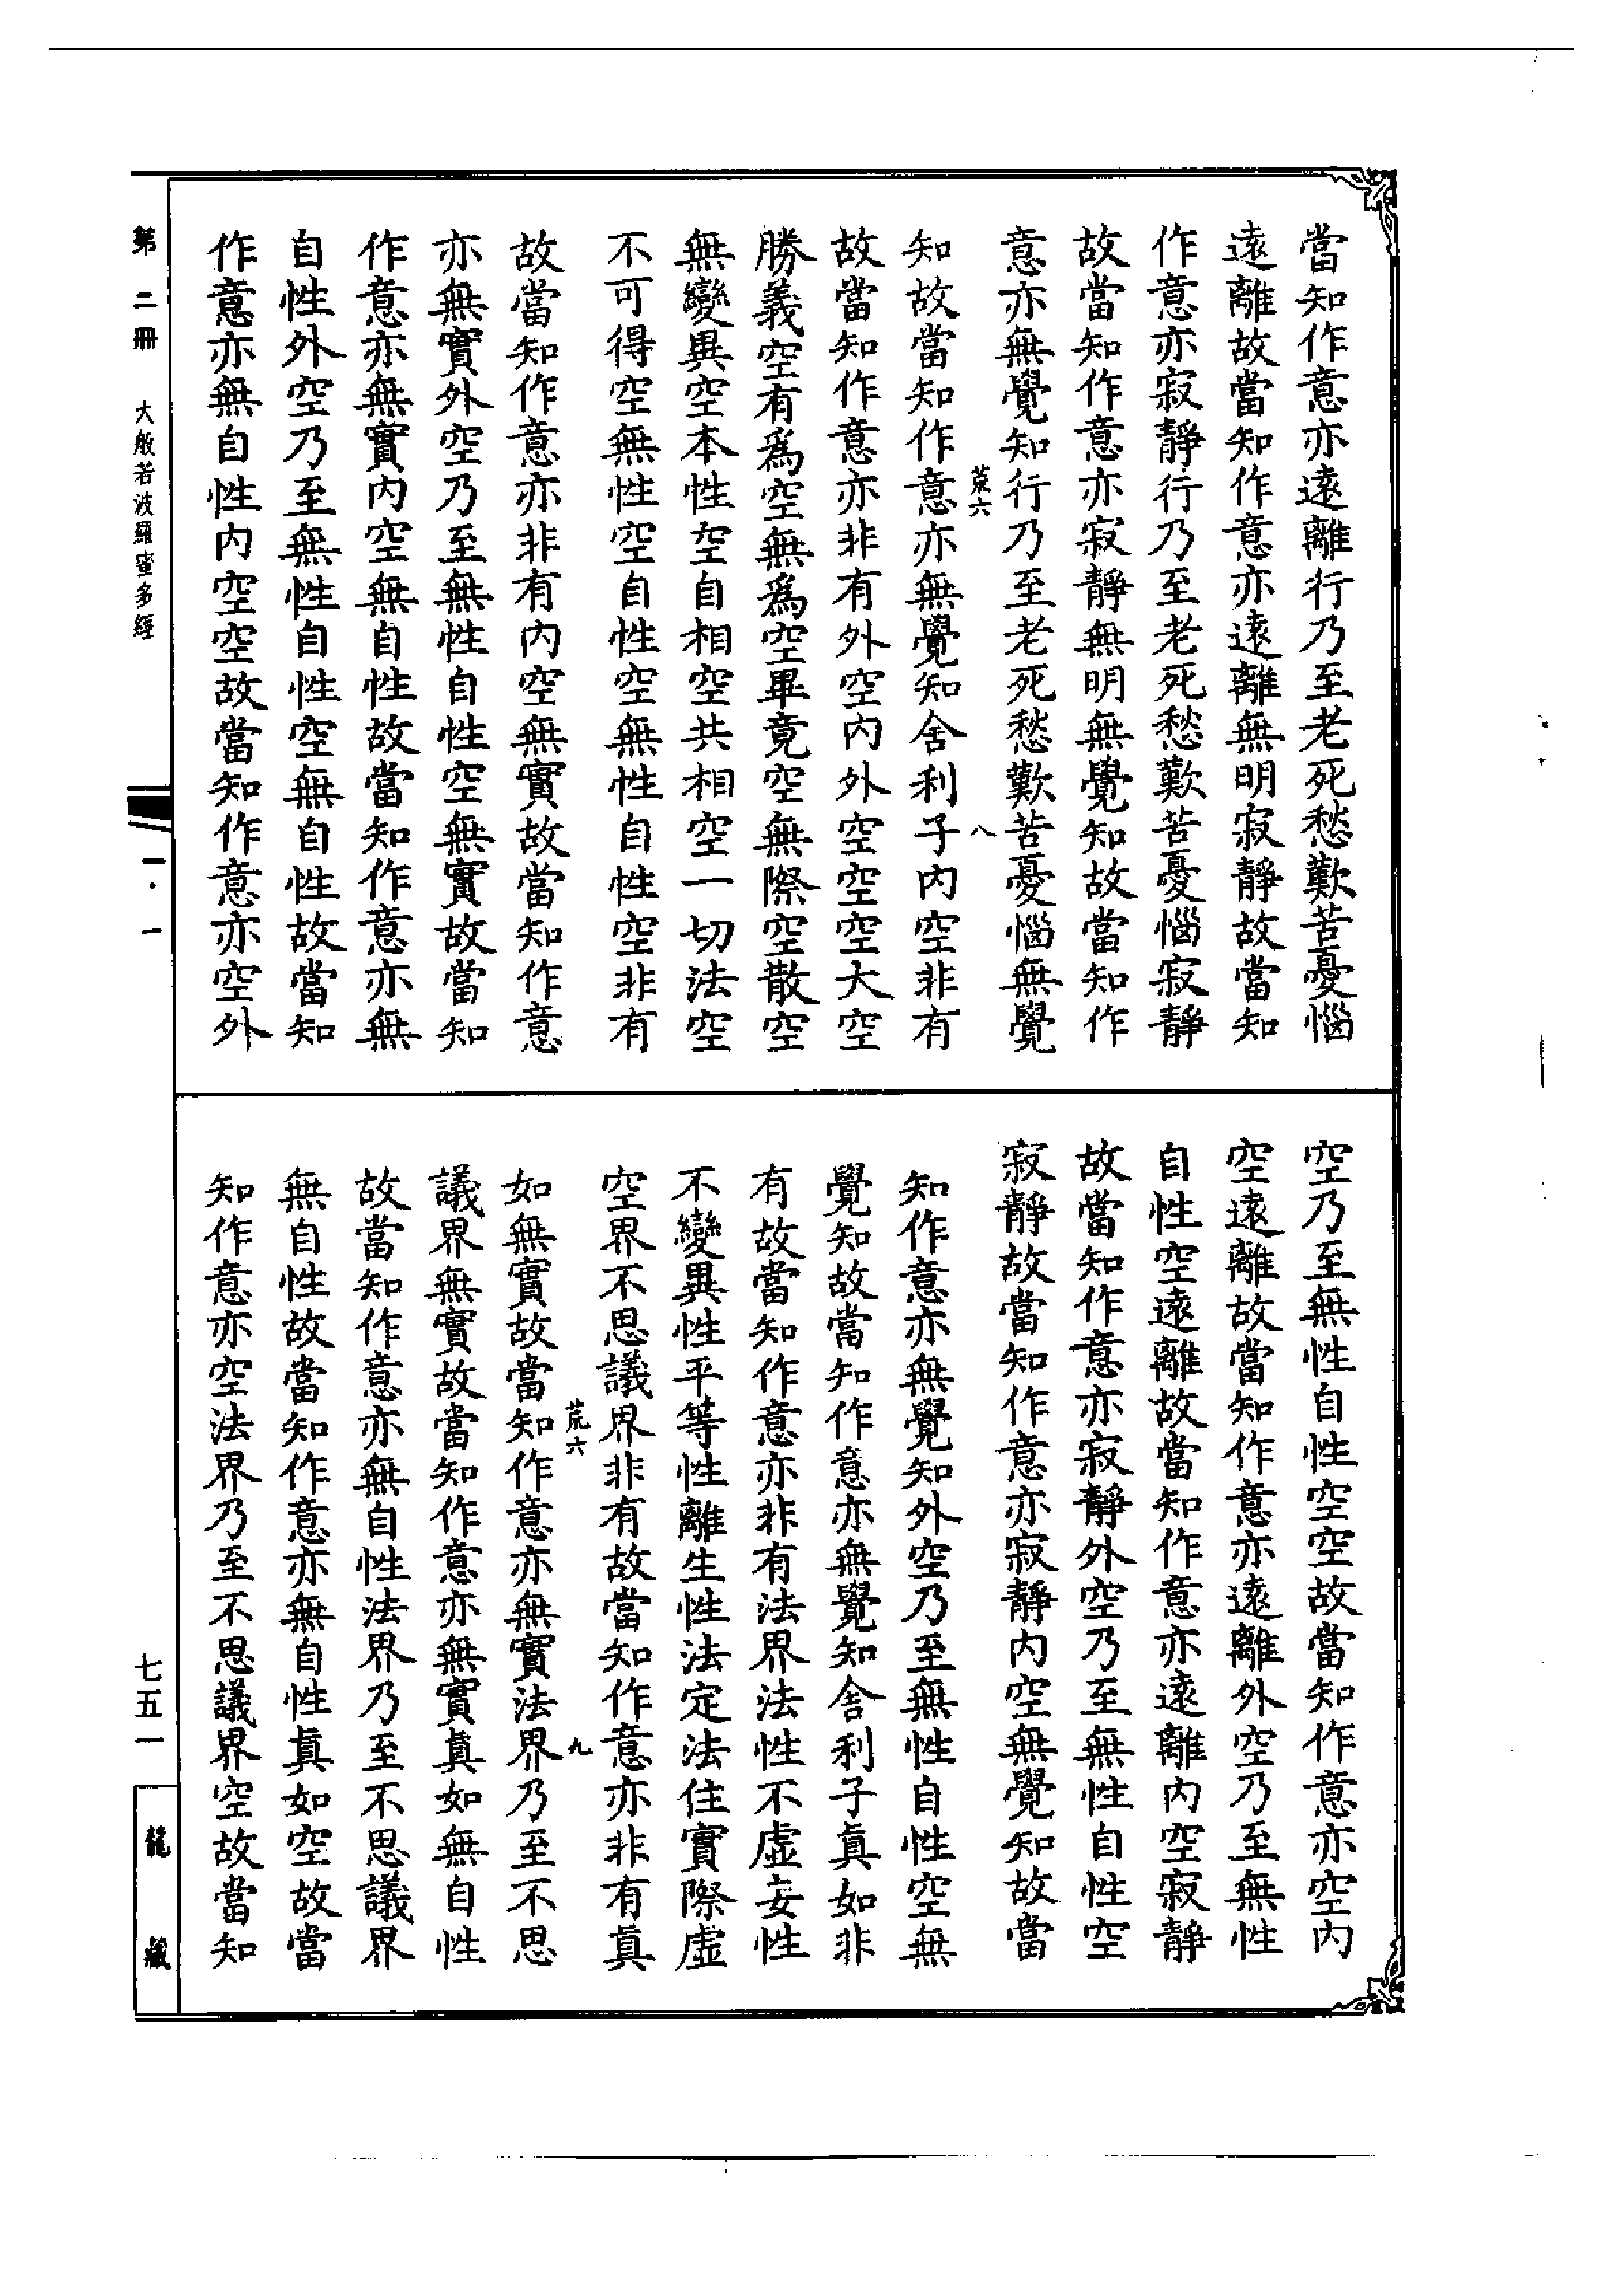 當知作意亦遠離行乃至老死愁歎苦憂惱
遠離故當知作意亦遠離無明寂靜故當知
作意亦寂靜行乃至老死愁歎苦憂惱寂靜
故當知作意亦寂靜無明無覺知故當知作
意亦無覺知行乃至老死愁歎苦憂惱無覺
荒六 八
知故當知作意亦無覺知舍利子內空非有
故當知作意亦非有外空內外空空空大空
勝義空有為空無為空畢竟空無際空散空
無變異空本性空自相空共相空一切法空
不可得空無性空自性空無性自性空非有
故當知作意亦非有內空無實故當知作意
亦無實外空乃至無性自性空無實故當知
作意亦無實內空無自性故當知作意亦無
自性外空乃至無性自性空無自性故當知
作意亦無自性內空空故當知作意亦空外
空乃至無性自性空空故當知作意亦空內
空遠離故當知作意亦遠離外空乃至無性
自性空遠離故當知作意亦遠離內空寂靜
故當知作意亦寂靜外空乃至無性自性空
寂靜故當知作意亦寂靜內空無覺知故當
知作意亦無覺知外空乃至無性自性空無
覺知故當知作意亦無覺知舍利子真如非
有故當知作意亦非有法界法性不虛妄性
不變異性平等性離生性法定法住實際虛
空界不思議界非有故當知作意亦非有真
荒六 九
如無實故當知作意亦無實法界乃至不思
議界無實故當知作意亦無實真如無自性
故當知作意亦無自性法界乃至不思議界
無自性故當知作意亦無自性真如空故當
知作意亦空法界乃至不思議界空故當知
第二冊 大般若波羅蜜多經
一·一
七五一
龍藏